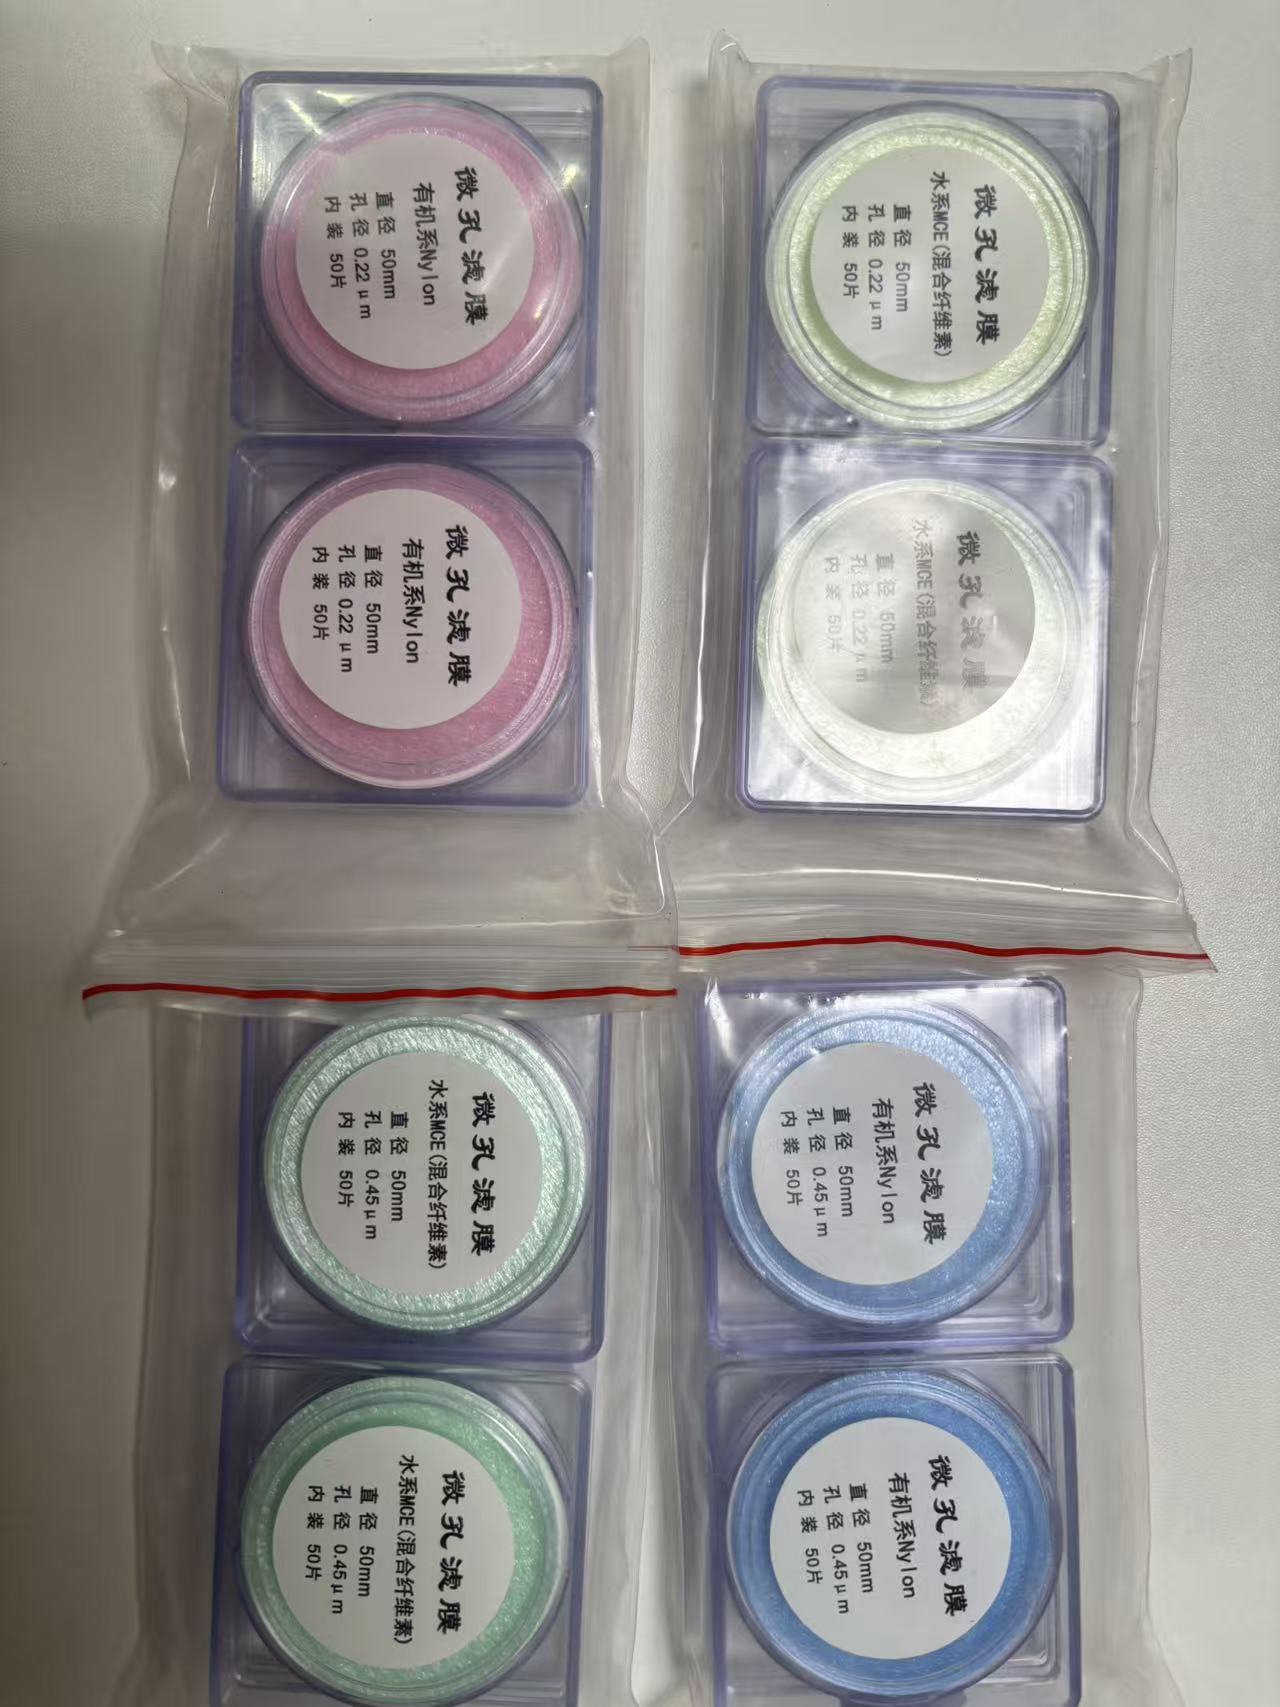 微孔滤膜
有机系Nylon
直径 50mm
孔径 0.22μm
内装 50片
微孔滤膜
水系MCE(混合纤维素)
直径 50mm
孔径 0.22μm
内装 50片
微孔滤膜
有机系Nylon
直径 50mm
孔径 0.22μm
内装 50片
微孔滤膜
水系MCE(混合纤维素)
直径 50mm
孔径 0.22μm
内装 50片
微孔滤膜
水系MCE(混合纤维素)
直径 50mm
孔径 0.45μm
内装 50片
微孔滤膜
有机系Nylon
直径 50mm
孔径 0.45μm
内装 50片
微孔滤膜
水系MCE(混合纤维素)
直径 50mm
孔径 0.45μm
内装 50片
微孔滤膜
有机系Nylon
直径 50mm
孔径 0.45μm
内装 50片